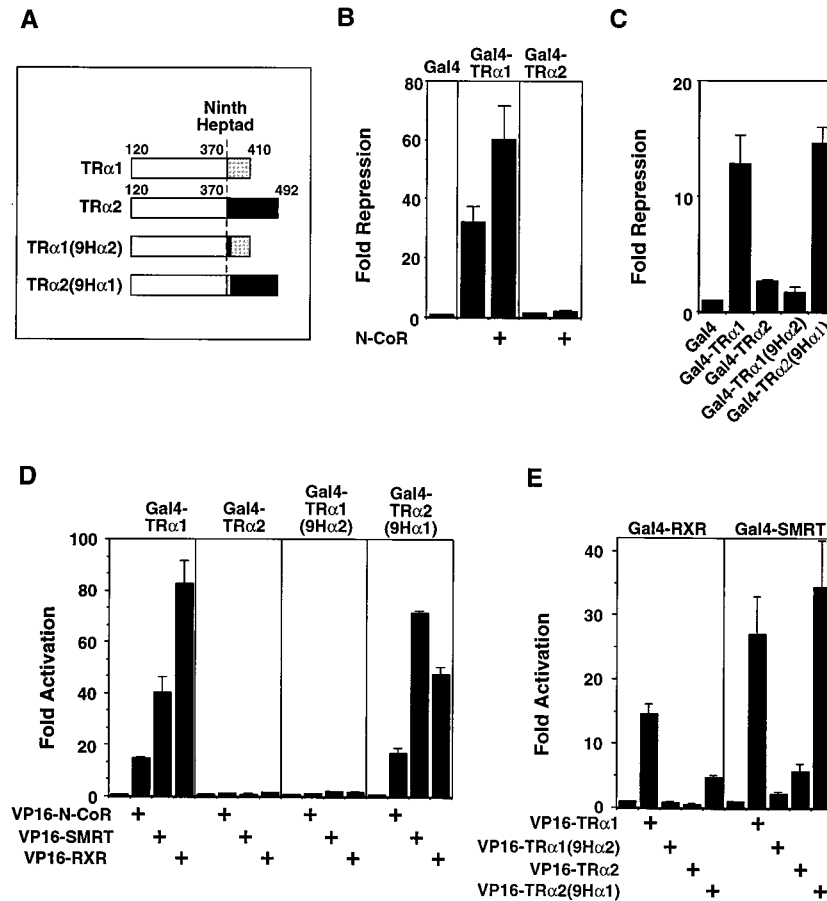 A
Ninth
Heptad
120 370 410
TRα1
120 370 492
TRα2
TRα1(9Hα2)
TRα2(9Hα1)
B
Gal4
Gal4-
TRα1
Gal4-
TRα2
Fold Repression
80
60
40
20
0
N-CoR + +
C
Fold Repression
20
10
0
Gal4
Gal4-TRα1
Gal4-TRα2
Gal4-TRα1(9Hα2)
Gal4-TRα2(9Hα1)
D
Gal4-
TRα1
Gal4-
TRα2
Gal4-
TRα1
(9Hα2)
Gal4-
TRα2
(9Hα1)
Fold Activation
100
80
60
40
20
0
VP16-N-CoR + + + +
VP16-SMRT + + + +
VP16-RXR + + + +
E
Gal4-RXR Gal4-SMRT
Fold Activation
40
30
20
10
0
VP16-TRα1 + +
VP16-TRα1(9Hα2) + +
VP16-TRα2 + +
VP16-TRα2(9Hα1) + +